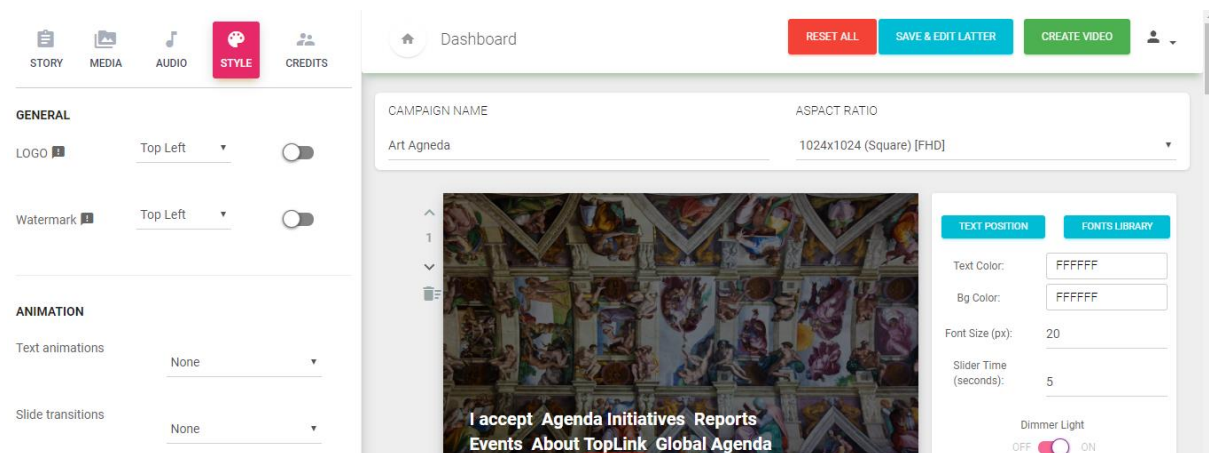 STORY MEDIA AUDIO STYLE CREDITS
Dashboard
RESET ALL SAVE & EDIT LATTER CREATE VIDEO
GENERAL
LOGO Top Left
Watermark Top Left
ANIMATION
Text animations None
Slide transitions None
CAMPAIGN NAME ASPACT RATIO
Art Agneda 1024x1024 (Square) [FHD]
1
I accept Agenda Initiatives Reports
Events About TopLink Global Agenda
TEXT POSITION FONTS LIBRARY
Text Color: FFFFFF
Bg Color: FFFFFF
Font Size (px): 20
Slider Time
(seconds): 5
Dimmer Light
OFF ON